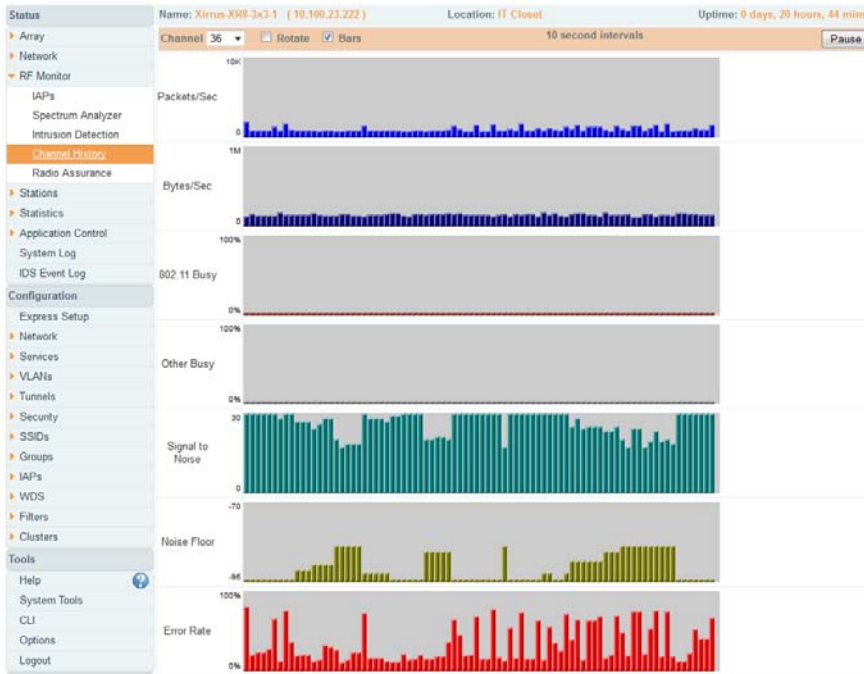 Status
Array
Network
RF Monitor
IAPs
Spectrum Analyzer
Intrusion Detection
Channel History
Radio Assurance
Stations
Statistics
Application Control
System Log
IDS Event Log
Configuration
Express Setup
Network
Services
VLANs
Tunnels
Security
SSIDs
Groups
IAPs
WDS
Filters
Clusters
Tools
Help ?
System Tools
CLI
Options
Logout
Name: Xirrus-XR8-3x3-1 ( 10.100.23.222 ) Location: IT Closet Uptime: 0 days, 20 hours, 44
Channel 36 Rotate Bars 10 second intervals Pause
10K
Packets/Sec
0
1M
Bytes/Sec
0
100%
802.11 Busy
0%
100%
Other Busy
0%
30
Signal to
Noise
0
-70
Noise Floor
100%
Error Rate
0%